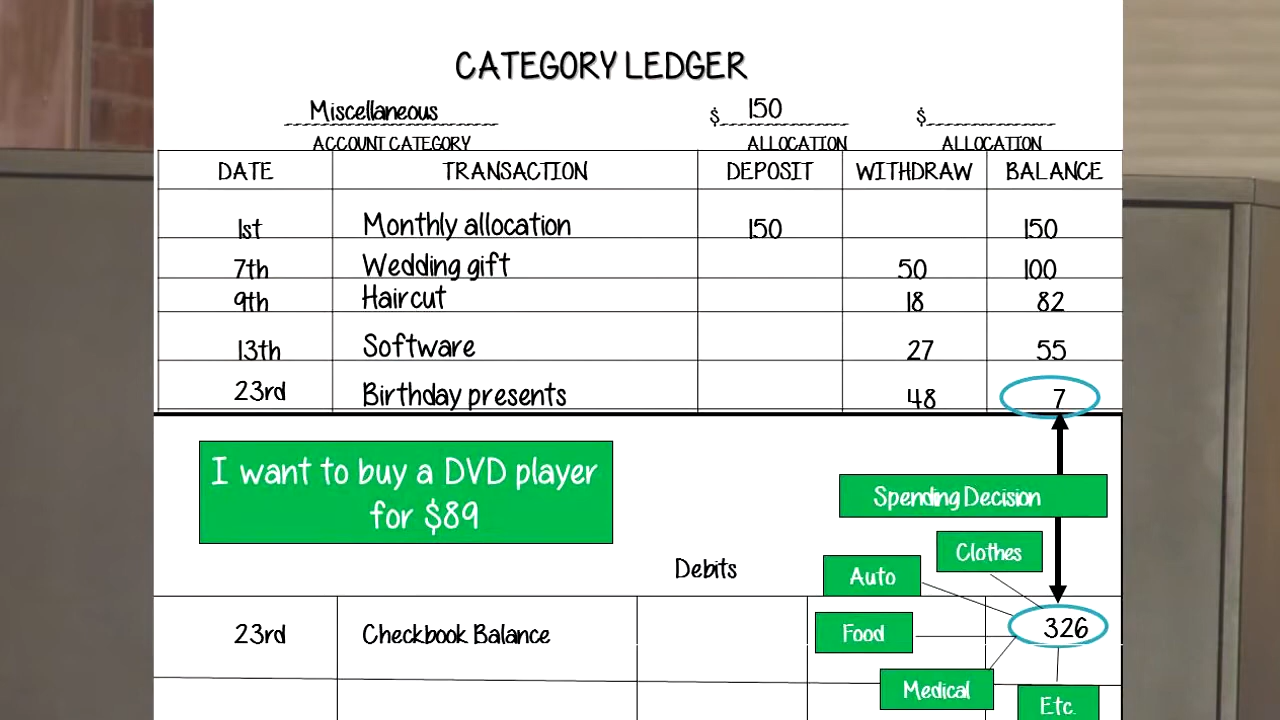 CATEGORY LEDGER
Miscellaneous $ 150 $
ACCOUNT CATEGORY ALLOCATION ALLOCATION
DATE TRANSACTION DEPOSIT WITHDRAW BALANCE
1st Monthly allocation 150 150
7th Wedding gift 50 100
9th Haircut 18 82
13th Software 27 55
23rd Birthday presents 48 7
I want to buy a DVD player
for $89
Spending Decision
Clothes
Debits
Auto
23rd Checkbook Balance 326
Food
Medical
Etc.